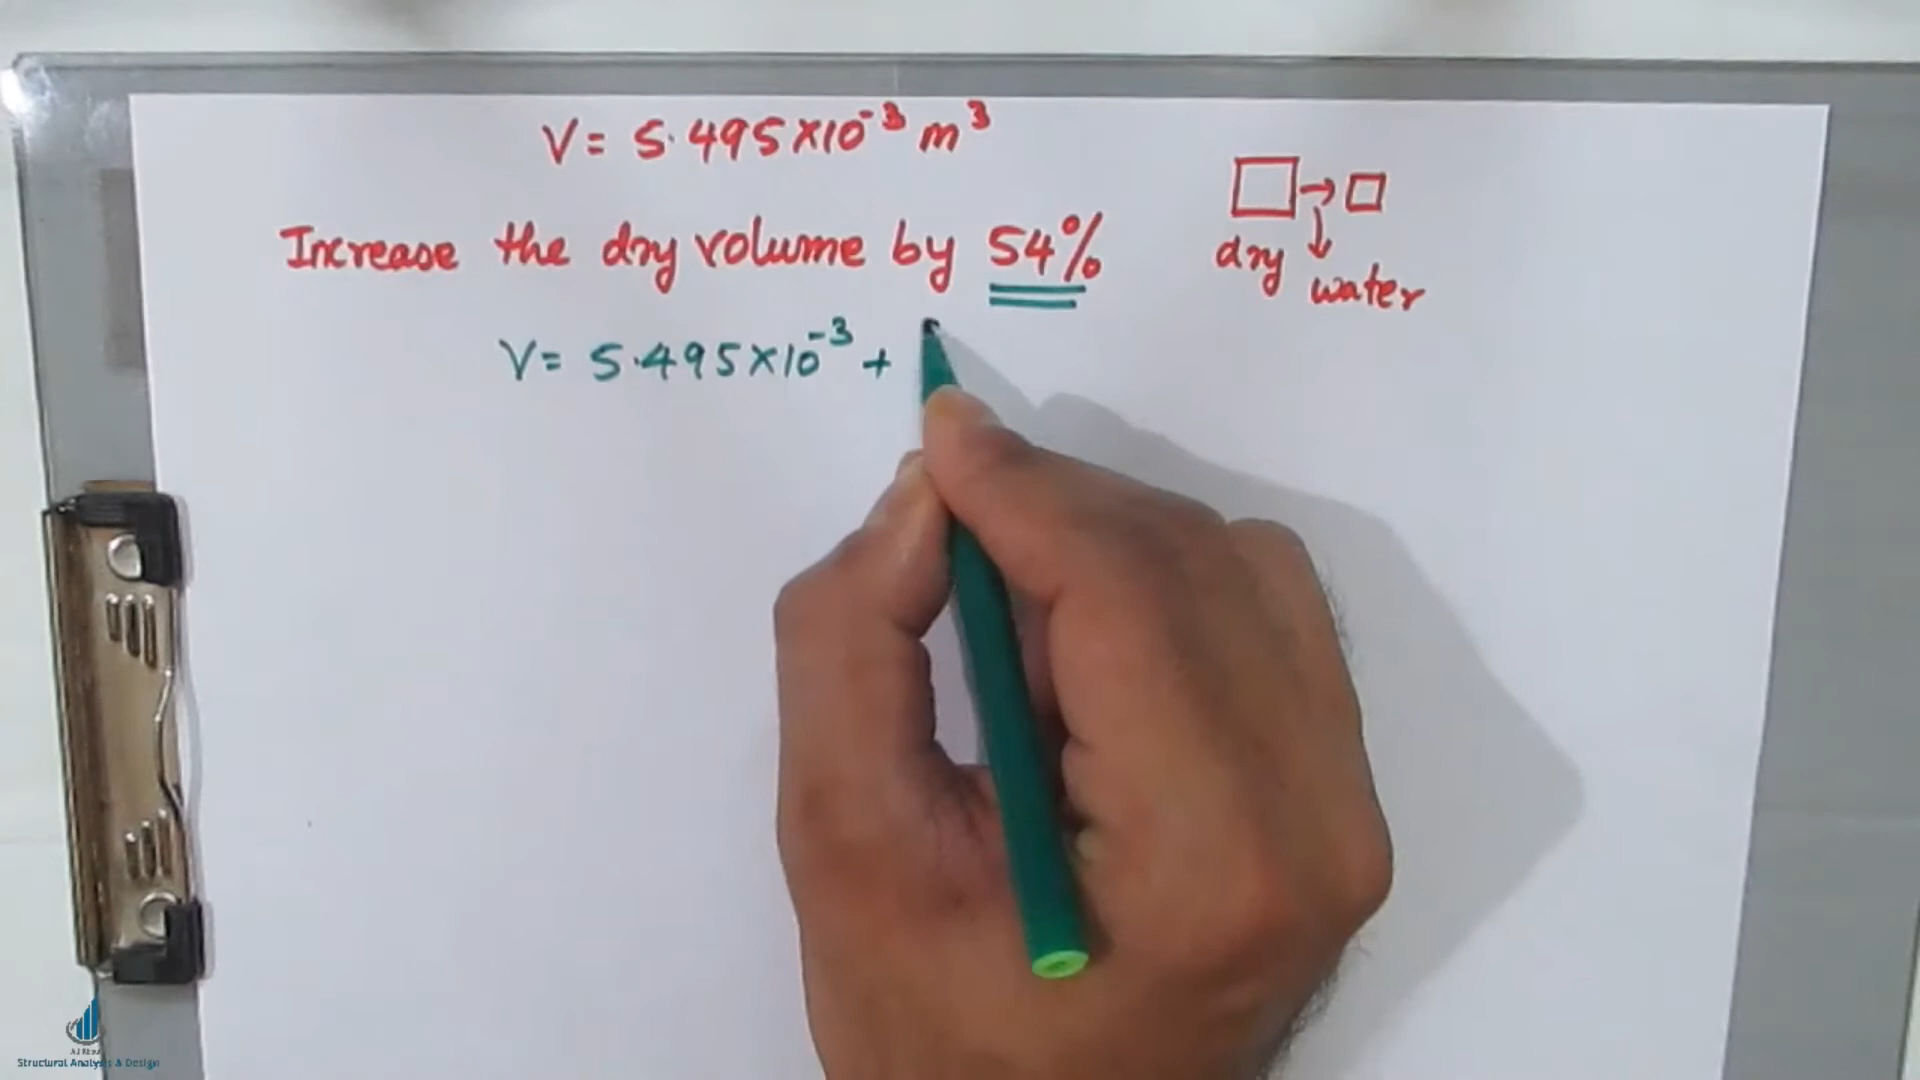 V = 5.495×10⁻³ m³
Increase the dry volume by 54%
dry
water
V = 5.495×10⁻³ +
Structural Analysis & Design